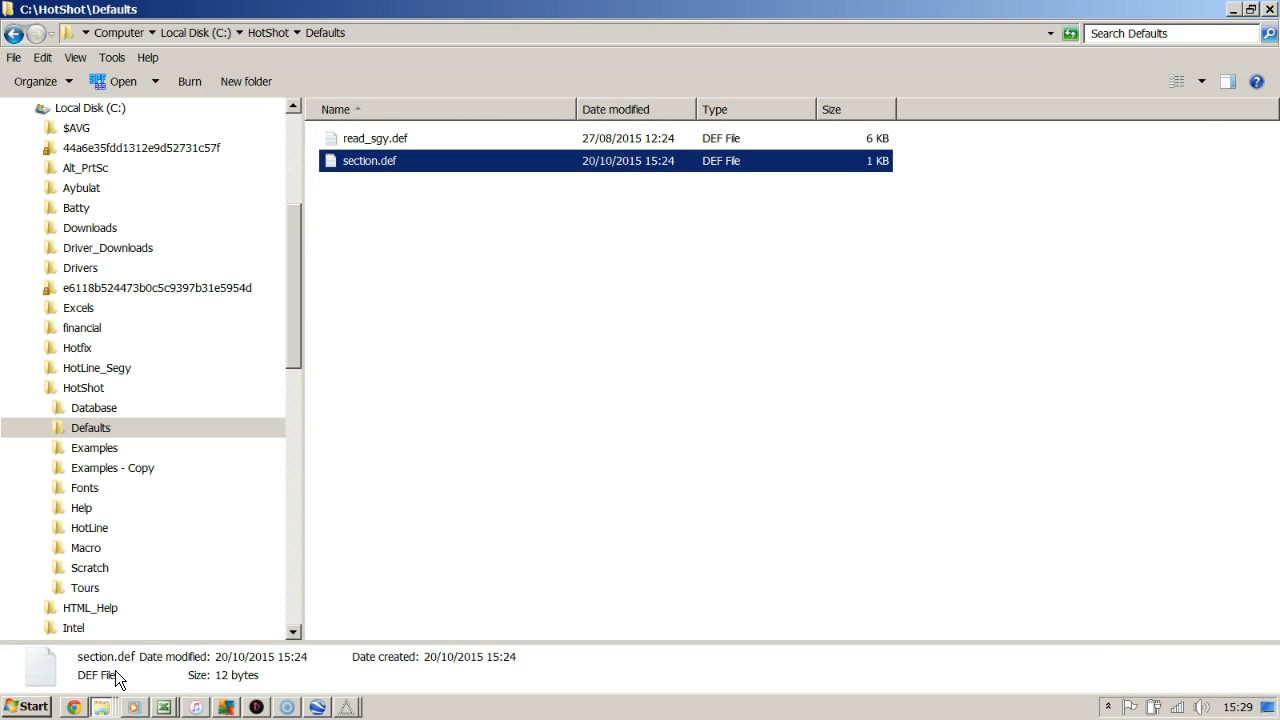 C:\HotShot\Defaults
Computer Local Disk (C:) HotShot Defaults
Search Defaults
File Edit View Tools Help
Organize Open Burn New folder
Local Disk (C:)
$AVG
44a6e35fdd1312e9d52731c57f
Alt_PrtSc
Aybulat
Batty
Downloads
Driver_Downloads
Drivers
e6118b524473b0c5c9397b31e5954d
Excels
financial
Hotfix
HotLine_Segy
HotShot
Database
Defaults
Examples
Examples - Copy
Fonts
Help
HotLine
Macro
Scratch
Tours
HTML_Help
Intel
Name Date modified Type Size
read_sgy.def 27/08/2015 12:24 DEF File 6 KB
section.def 20/10/2015 15:24 DEF File 1 KB
section.def Date modified: 20/10/2015 15:24 Date created: 20/10/2015 15:24
DEF File Size: 12 bytes
Start
15:29